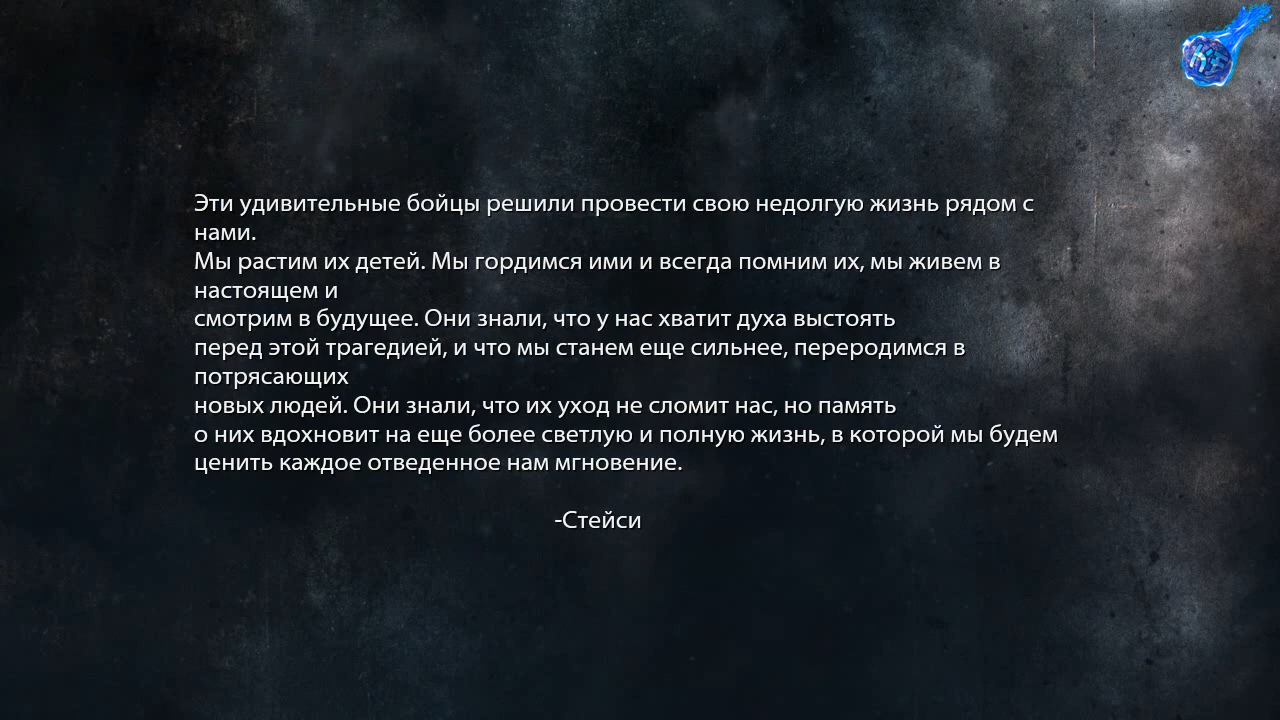 Эти удивительные бойцы решили провести свою недолгую жизнь рядом с
нами.
Мы растим их детей. Мы гордимся ими и всегда помним их, мы живем в
настоящем и
смотрим в будущее. Они знали, что у нас хватит духа выстоять
перед этой трагедией, и что мы станем еще сильнее, переродимся в
потрясающих
новых людей. Они знали, что их уход не сломит нас, но память
о них вдохновит на еще более светлую и полную жизнь, в которой мы будем
ценить каждое отведенное нам мгновение.
-Стейси